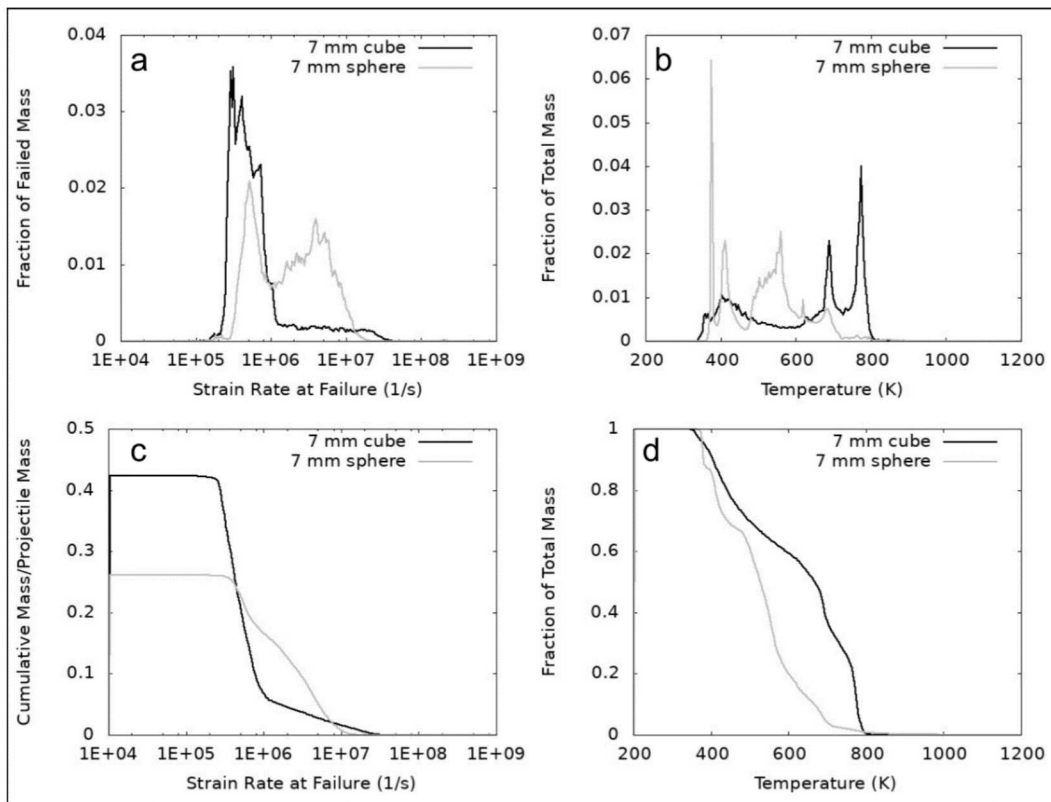 a
7 mm cube
7 mm sphere
Fraction of Failed Mass
0.04
0.03
0.02
0.01
0
1E+04 1E+05 1E+06 1E+07 1E+08 1E+09
Strain Rate at Failure (1/s)
b
7 mm cube
7 mm sphere
Fraction of Total Mass
0.07
0.06
0.05
0.04
0.03
0.02
0.01
0
200 400 600 800 1000 1200
Temperature (K)
c
7 mm cube
7 mm sphere
Cumulative Mass/Projectile Mass
0.5
0.4
0.3
0.2
0.1
0
1E+04 1E+05 1E+06 1E+07 1E+08 1E+09
Strain Rate at Failure (1/s)
d
7 mm cube
7 mm sphere
Fraction of Total Mass
1
0.8
0.6
0.4
0.2
0
200 400 600 800 1000 1200
Temperature (K)